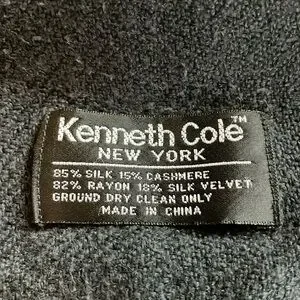 Kenneth Cole™
NEW YORK
85% SILK 15% CASHMERE
82% RAYON 18% SILK VELVET
GROUND DRY CLEAN ONLY
MADE IN CHINA